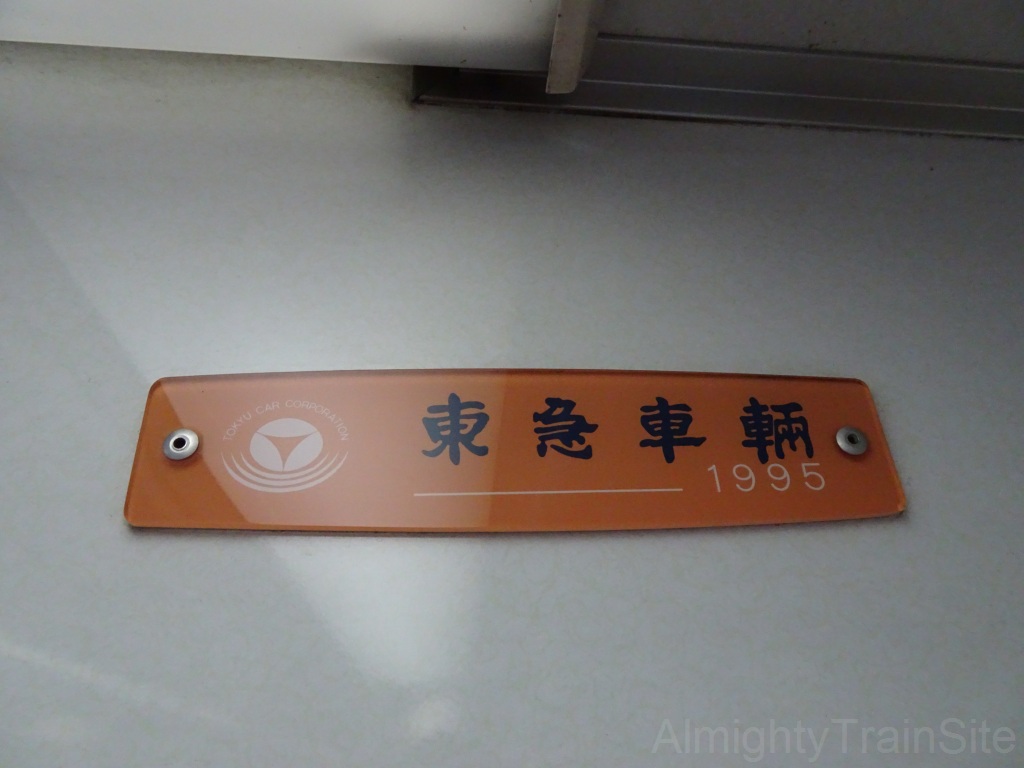 TOKYU CAR CORPORATION
東急車輛
1995
AlmightyTrainSite